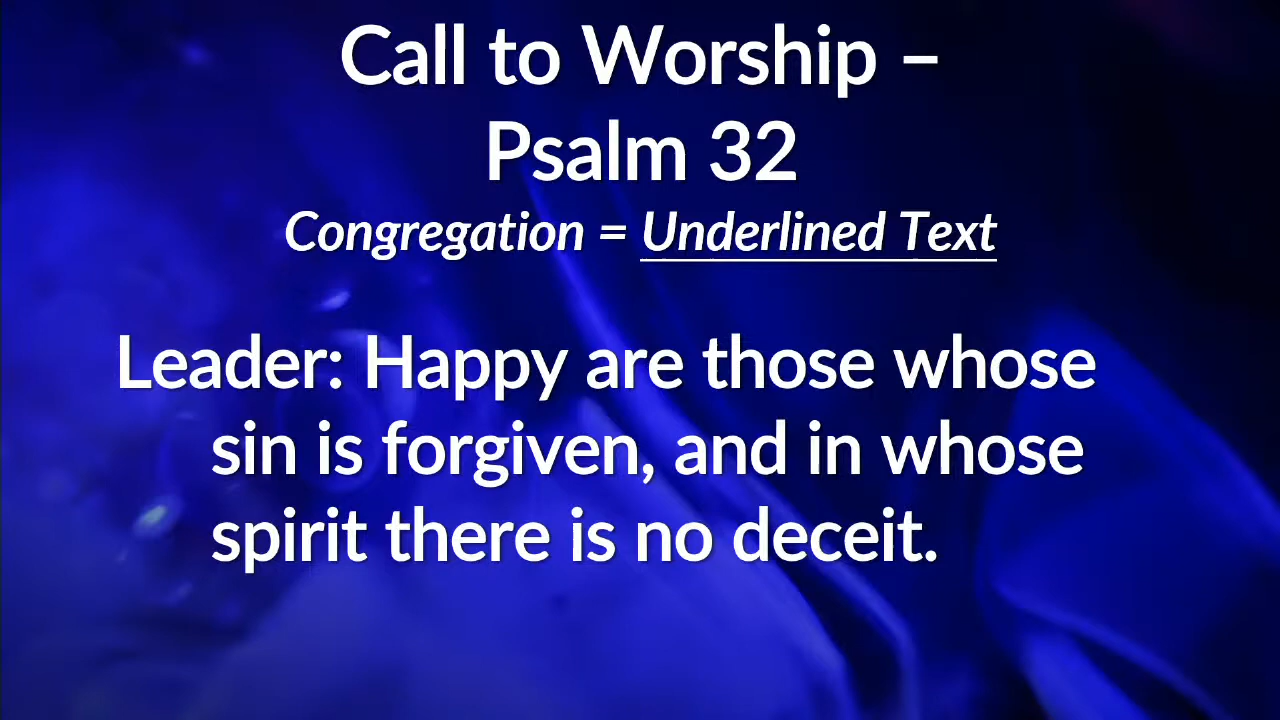 Call to Worship –
Psalm 32
Congregation = Underlined Text
Leader: Happy are those whose
sin is forgiven, and in whose
spirit there is no deceit.